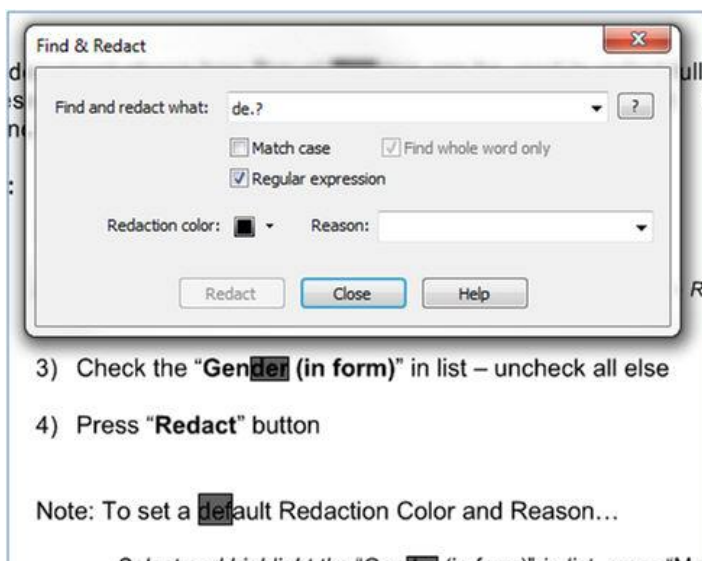 Find & Redact
Find and redact what: de.? ?
Match case Find whole word only
Regular expression
Redaction color: Reason:
Redact Close Help
3) Check the “Gender (in form)” in list – uncheck all else
4) Press “Redact” button
Note: To set a default Redaction Color and Reason…